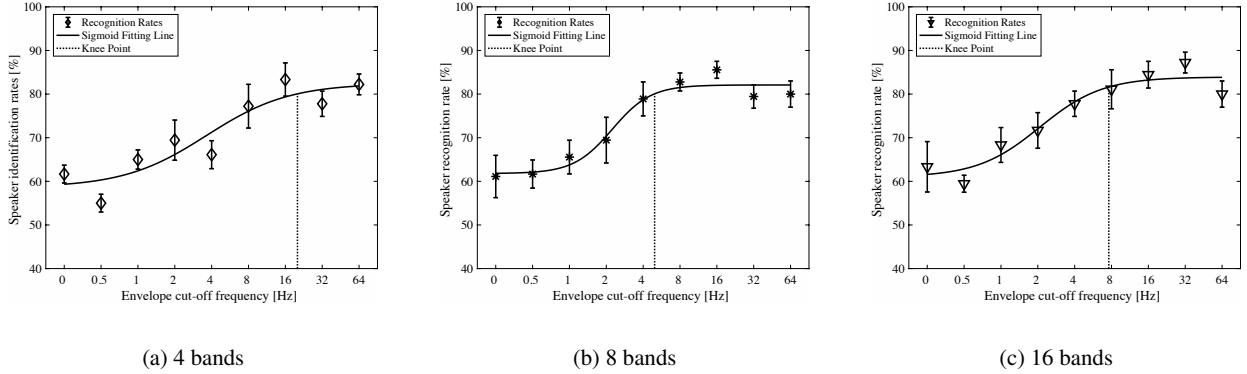 Recognition Rates
Sigmoid Fitting Line
Knee Point
Speaker identification rates [%]
100
90
80
70
60
50
40
0 0.5 1 2 4 8 16 32 64
Envelope cut-off frequency [Hz]
(a) 4 bands
Recognition Rates
Sigmoid Fitting Line
Knee Point
Speaker recognition rate [%]
100
90
80
70
60
50
40
0 0.5 1 2 4 8 16 32 64
Envelope cut-off frequency [Hz]
(b) 8 bands
Recognition Rates
Sigmoid Fitting Line
Knee Point
Speaker recognition rate [%]
100
90
80
70
60
50
40
0 0.5 1 2 4 8 16 32 64
Envelope cut-off frequency [Hz]
(c) 16 bands